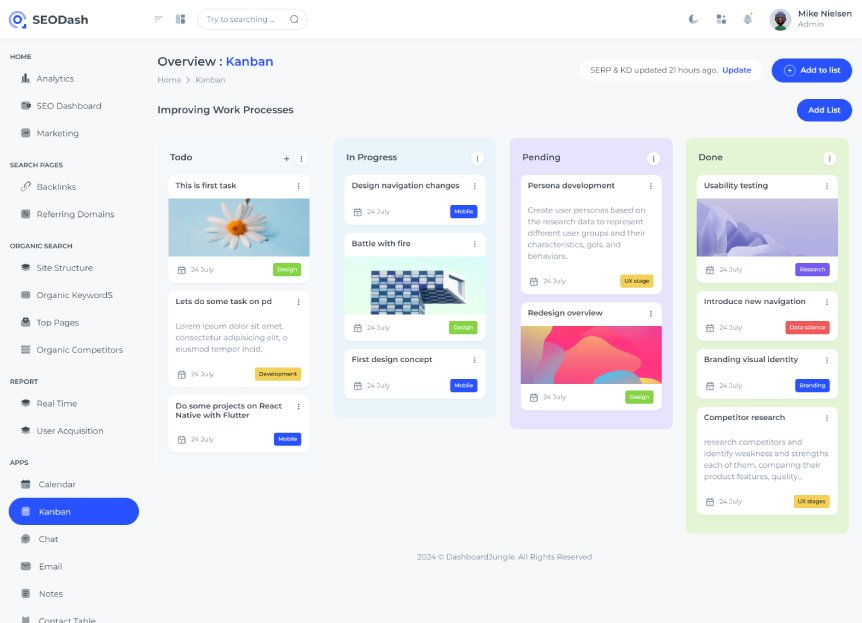 SEODash
Try to searching ...
Mike Nielsen
Admin
HOME
Analytics
SEO Dashboard
Marketing
SEARCH PAGES
Backlinks
Referring Domains
ORGANIC SEARCH
Site Structure
Organic KeywordS
Top Pages
Organic Competitors
REPORT
Real Time
User Acquisition
APPS
Calendar
Kanban
Chat
Email
Notes
Contact Table
Overview : Kanban
Home > Kanban
SERP & KD updated 21 hours ago. Update
Add to list
Improving Work Processes
Add List
Todo
This is first task
24 July
Design
Lets do some task on pd
Lorem ipsum dolor sit amet,
consectetur adipisicing elit, o
eiusmod tempor incid.
24 July
Development
Do some projects on React
Native with Flutter
24 July
Mobile
In Progress
Design navigation changes
24 July
Mobile
Battle with fire
24 July
Design
First design concept
24 July
Mobile
Pending
Persona development
Create user personas based on
the research data to represent
different user groups and their
characteristics, gols, and
behaviors.
24 July
UX stage
Redesign overview
24 July
Design
Done
Usability testing
24 July
Research
Introduce new navigation
24 July
Data science
Branding visual identity
24 July
Branding
Competitor research
research competitors and
identify weakness and strengths
each of them, comparing their
product features, quelity...
24 July
UX stages
2024 © DashboardJungle. All Rights Reserved